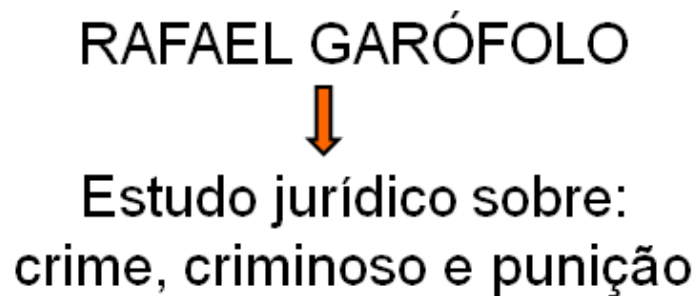 RAFAEL GARÓFOLO
Estudo jurídico sobre:
crime, criminoso e punição